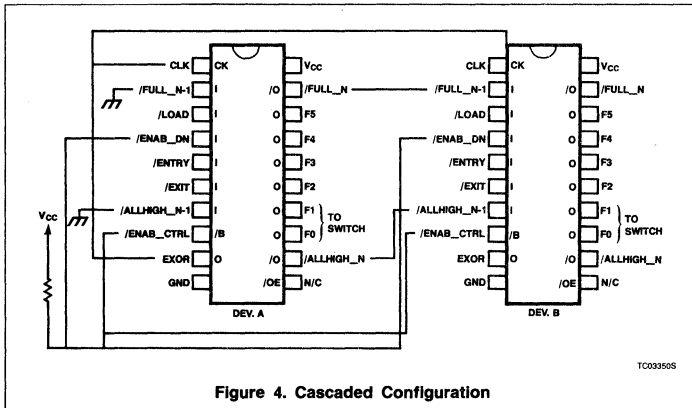 CLK CK VCC
/FULL_N-1 I /O /FULL_N
/LOAD I O F5
/ENAB_DN I O F4
/ENTRY I O F3
/EXIT I O F2
/ALLHIGH_N-1 I O F1
/ENAB_CTRL /B O F0
TO
SWITCH
EXOR O /O /ALLHIGH_N
GND /OE N/C
DEV. A
VCC
CLK CK VCC
/FULL_N-1 I /O /FULL_N
/LOAD I O F5
/ENAB_DN I O F4
/ENTRY I O F3
/EXIT I O F2
/ALLHIGH_N-1 I O F1
/ENAB_CTRL /B O F0
TO
SWITCH
EXOR O /O /ALLHIGH_N
GND /OE N/C
DEV. B
TC03350S
Figure 4. Cascaded Configuration